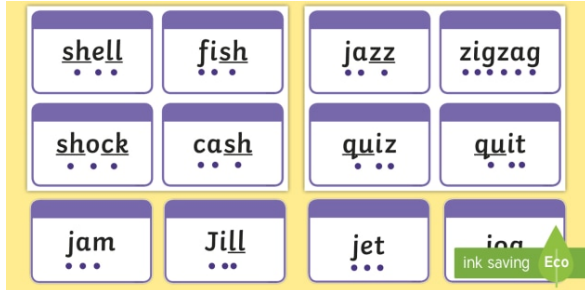 shell fish jazz zigzag
shock cash quiz quit
jam Jill jet
ink saving Eco